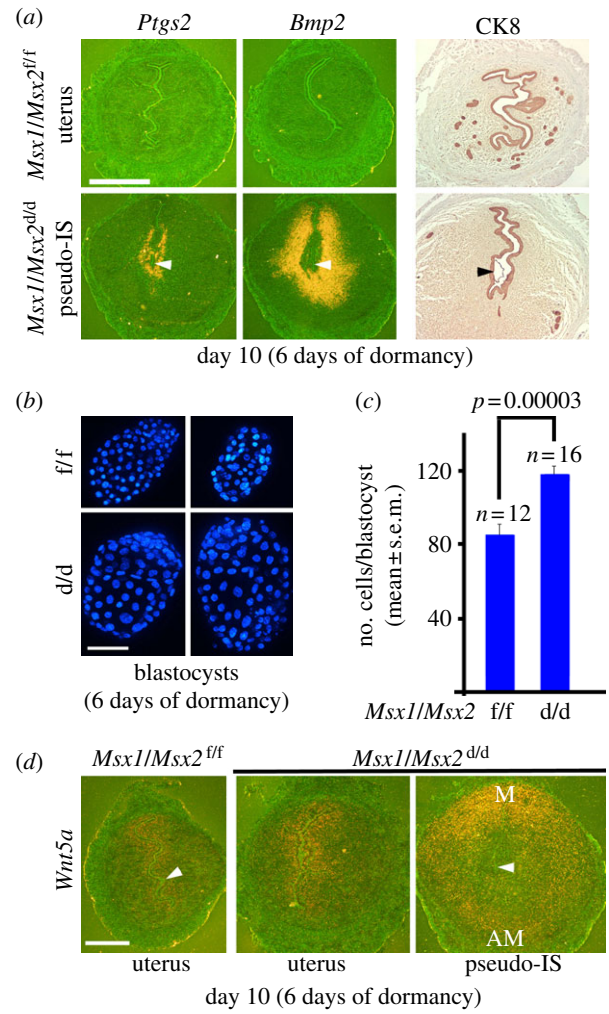 (a)
Ptgs2 Bmp2 CK8
Msx1/Msx2f/f
uterus
Msx1/Msx2d/d
pseudo-IS
day 10 (6 days of dormancy)
(b)
f/f
d/d
blastocysts
(6 days of dormancy)
(c)
p=0.00003
n=16
n=12
120
80
40
no. cells/blastocyst
(mean±s.e.m.)
Msx1/Msx2 f/f d/d
(d)
Msx1/Msx2 f/f Msx1/Msx2 d/d
Wnt5a
M
AM
uterus uterus pseudo-IS
day 10 (6 days of dormancy)